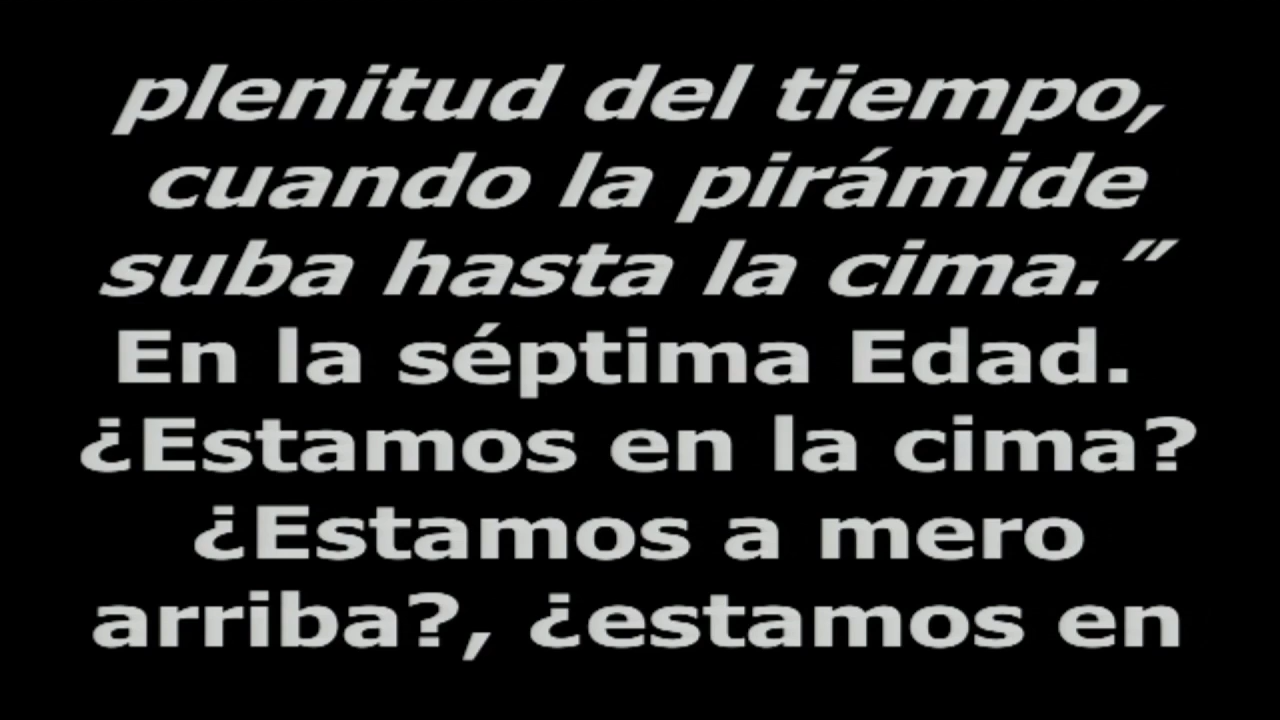 plenitud del tiempo,
cuando la pirámide
suba hasta la cima.”
En la séptima Edad.
¿Estamos en la cima?
¿Estamos a mero
arriba?, ¿estamos en